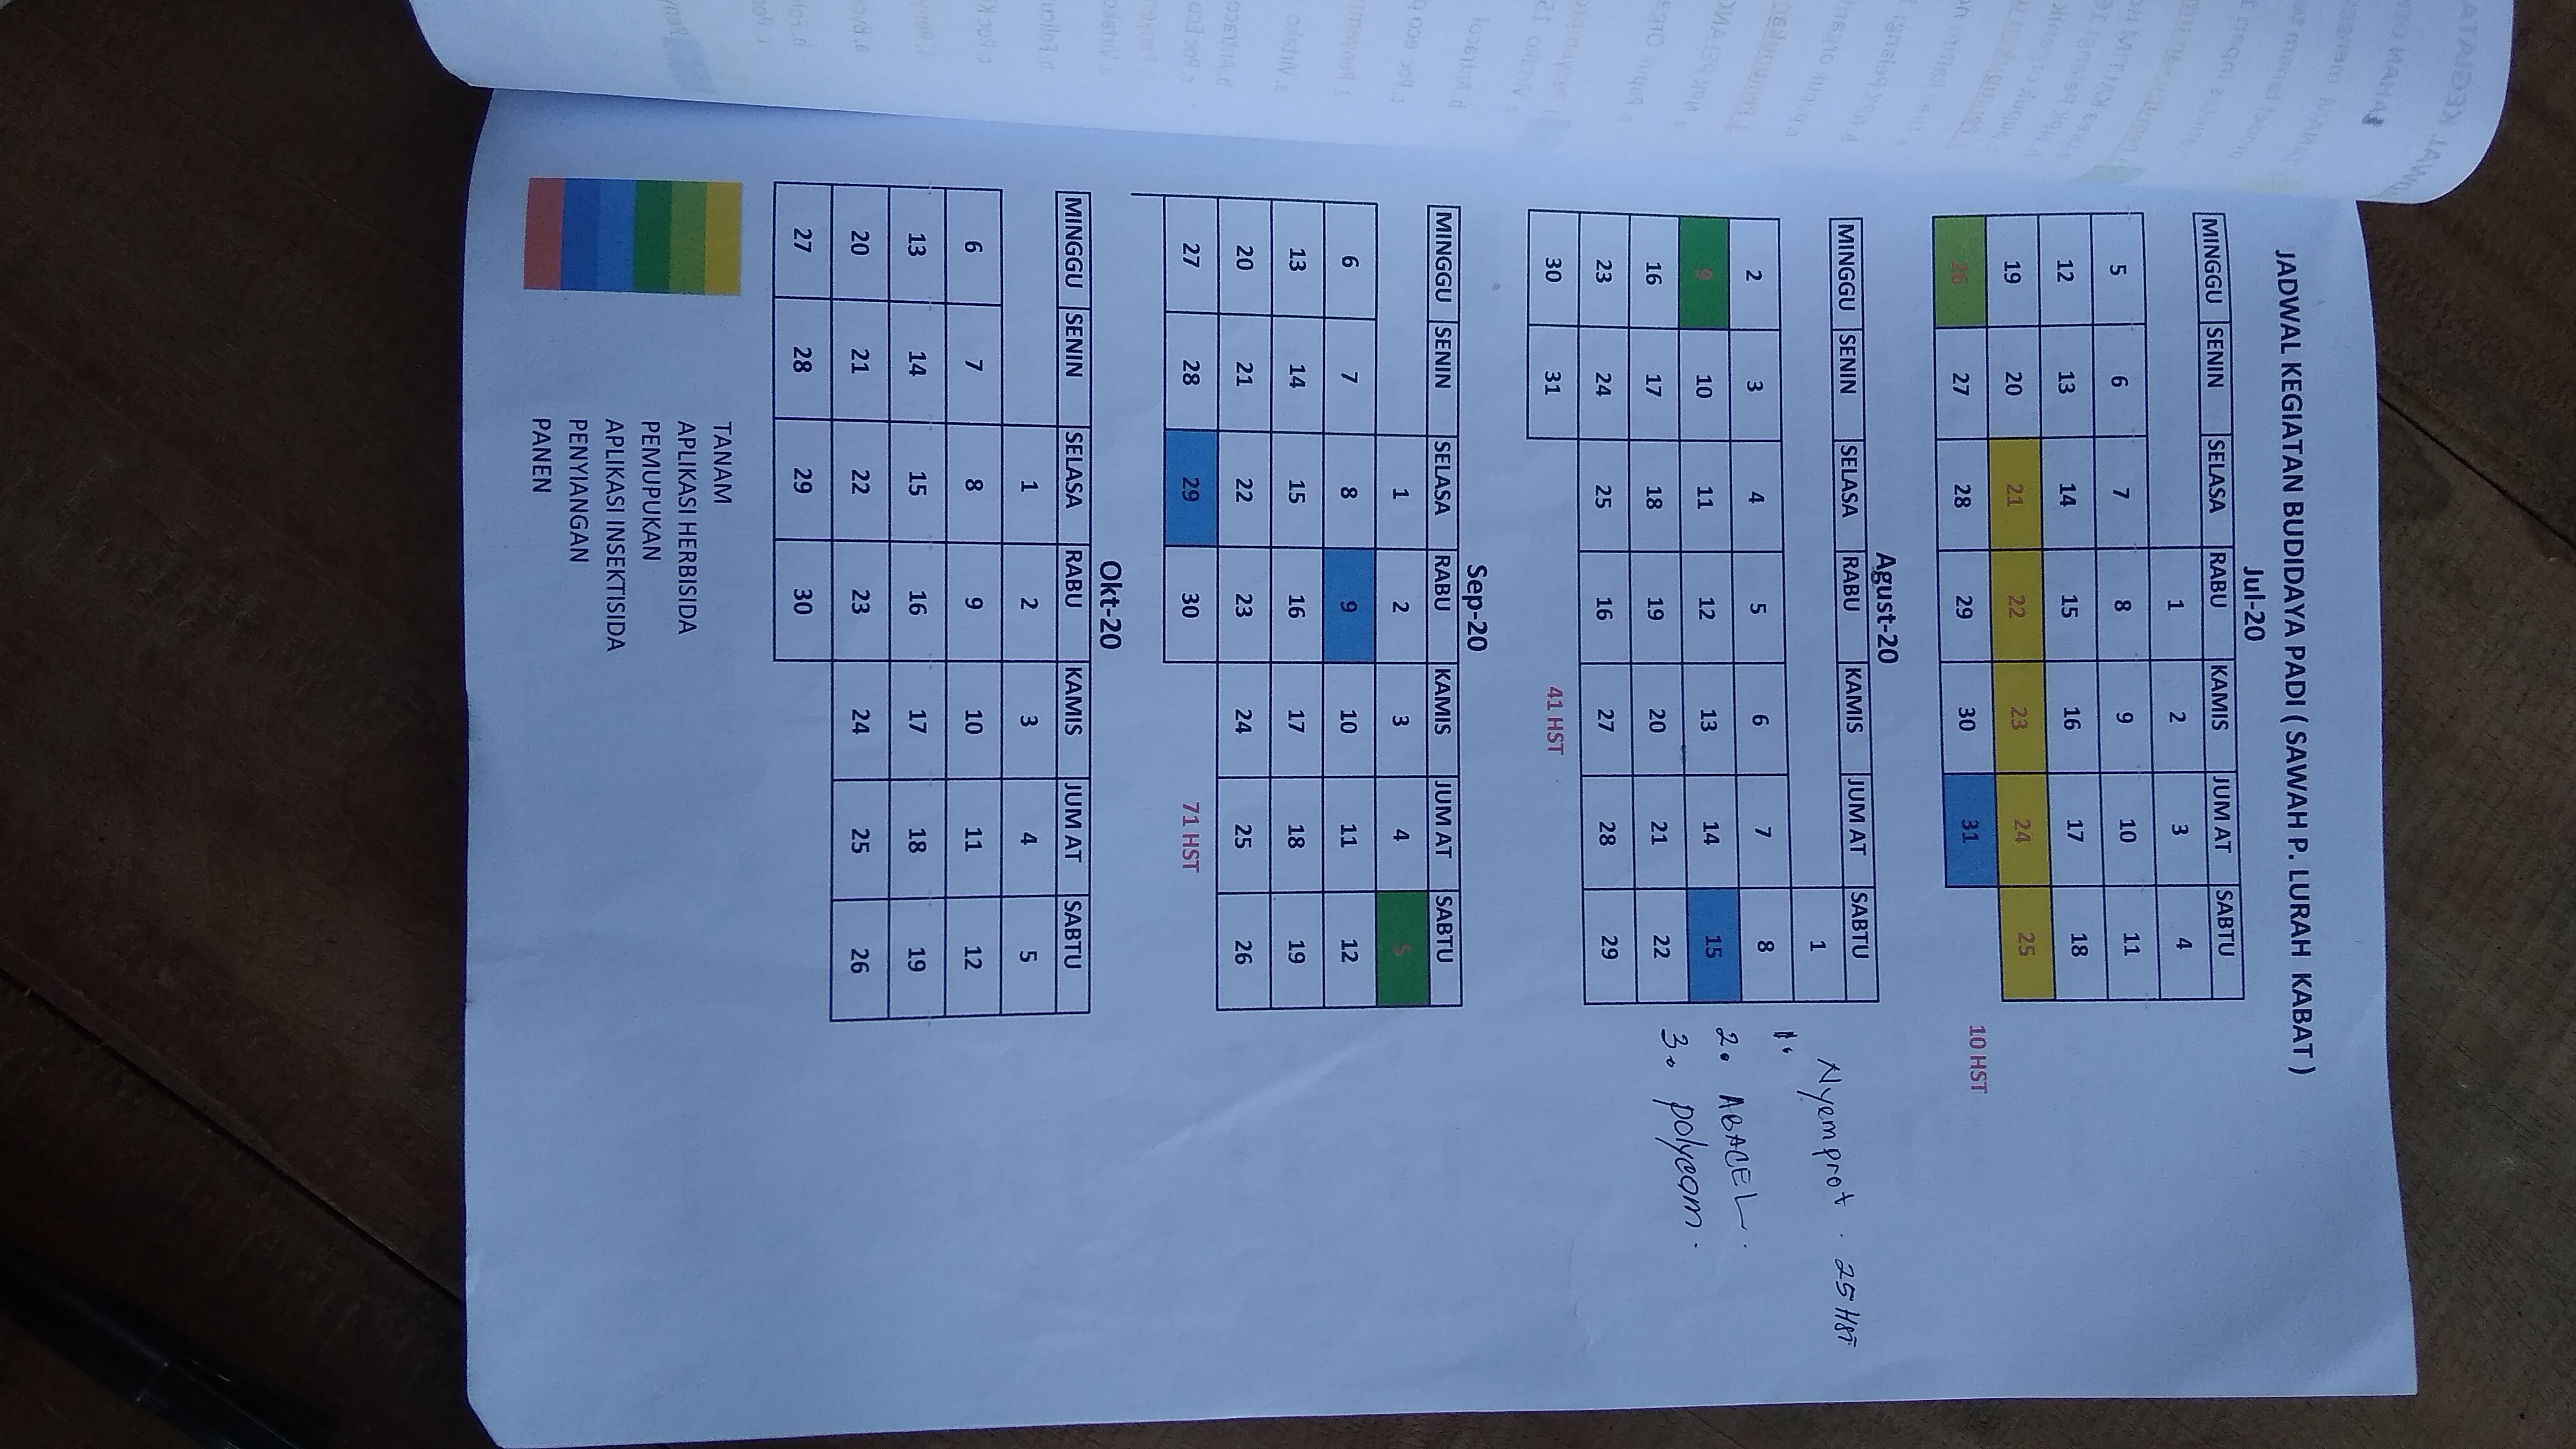 JADWAL KEGIATAN BUDIDAYA PADI ( SAWAH P. LURAH KABAT )
Jul-20
MINGGU SENIN SELASA RABU KAMIS JUM AT SABTU
1 2 3 4
5 6 7 8 9 10 11
12 13 14 15 16 17 18
19 20 21 22 23 24 25
26 27 28 29 30 31 10 HST
Agust-20
MINGGU SENIN SELASA RABU KAMIS JUM AT SABTU
1
2 3 4 5 6 7 8
9 10 11 12 13 14 15
16 17 18 19 20 21 22
23 24 25 16 27 28 29
30 31 41 HST
Nyemprot . 25 HST
1.
2. ABACEL.
3. polycom.
Sep-20
MINGGU SENIN SELASA RABU KAMIS JUM AT SABTU
1 2 3 4 5
6 7 8 9 10 11 12
13 14 15 16 17 18 19
20 21 22 23 24 25 26
27 28 29 30 71 HST
Okt-20
MINGGU SENIN SELASA RABU KAMIS JUM AT SABTU
1 2 3 4 5
6 7 8 9 10 11 12
13 14 15 16 17 18 19
20 21 22 23 24 25 26
27 28 29 30
TANAM
APLIKASI HERBISIDA
PEMUPUKAN
APLIKASI INSEKTISIDA
PENYIANGAN
PANEN